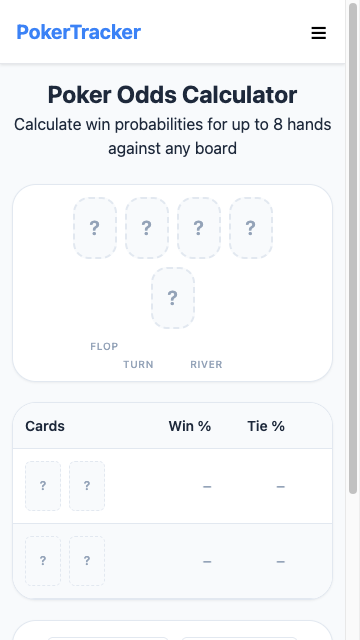 PokerTracker
Poker Odds Calculator
Calculate win probabilities for up to 8 hands
against any board
? ? ? ?
?
FLOP
TURN RIVER
Cards Win % Tie %
? ? – –
? ? – –